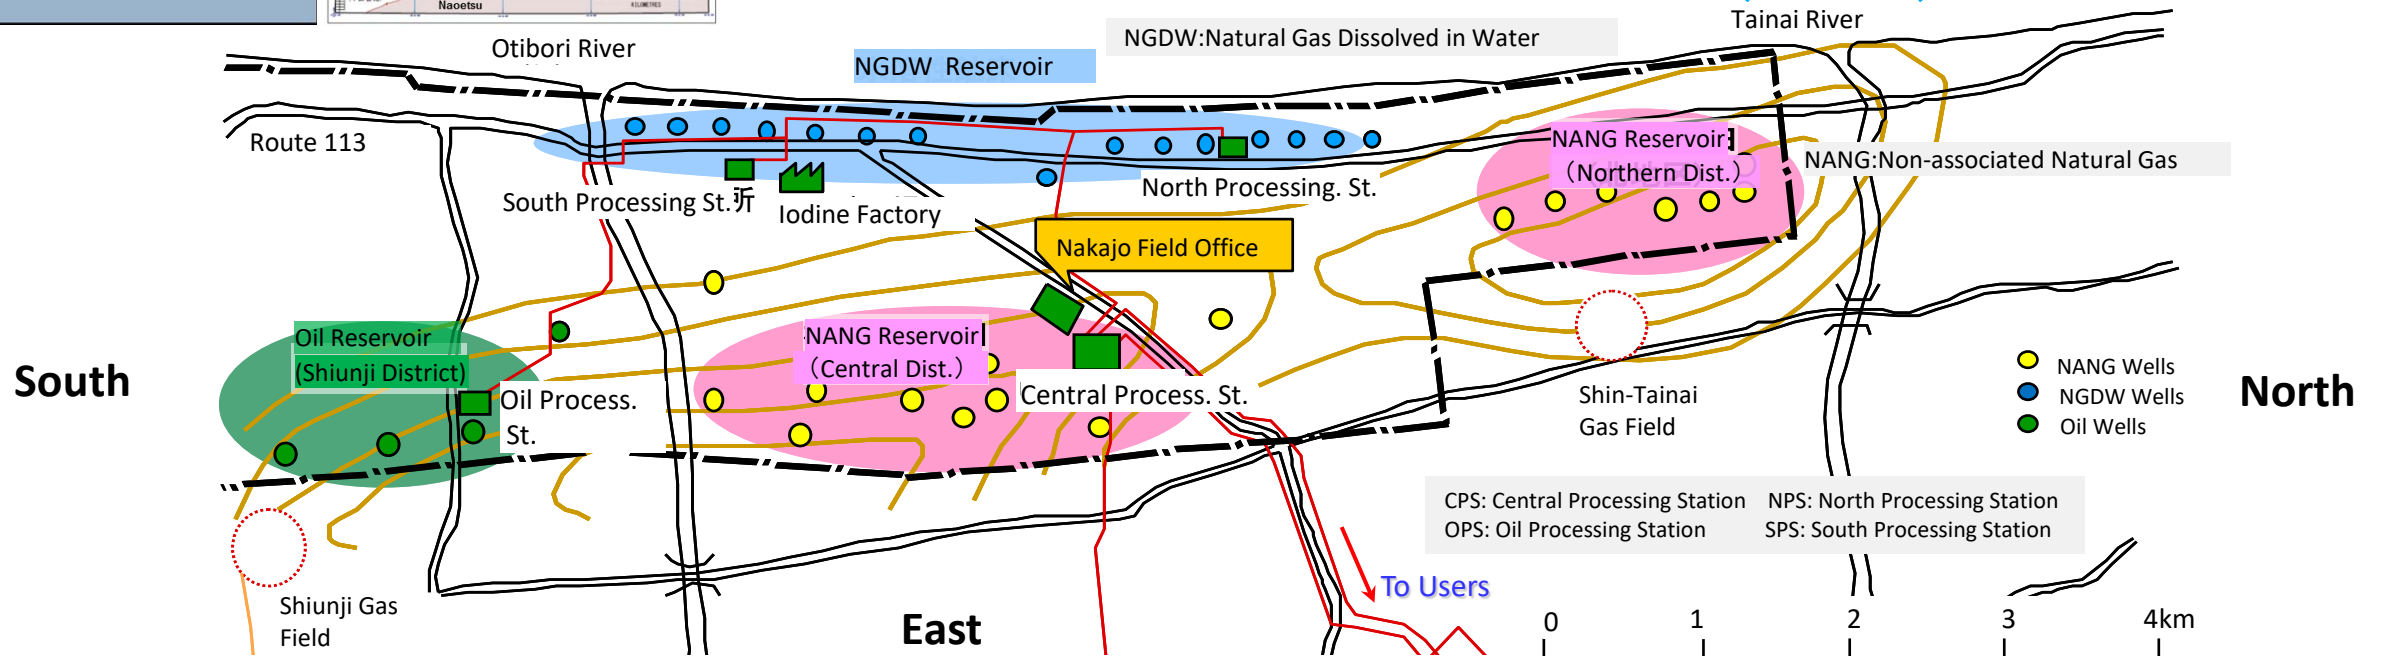 Naoetsu
KILOMETRES
Tainai River
Otibori River
NGDW:Natural Gas Dissolved in Water
NGDW Reservoir
Route 113
NANG Reservoir
（Northern Dist.）
NANG:Non-associated Natural Gas
South Processing St.
Iodine Factory
North Processing. St.
Nakajo Field Office
Oil Reservoir
(Shiunji District)
NANG Reservoir
（Central Dist.）
South
North
Oil Process.
St.
Central Process. St.
Shin-Tainai
Gas Field
NANG Wells
NGDW Wells
Oil Wells
CPS: Central Processing Station NPS: North Processing Station
OPS: Oil Processing Station SPS: South Processing Station
To Users
Shiunji Gas
Field
East
0 1 2 3 4km